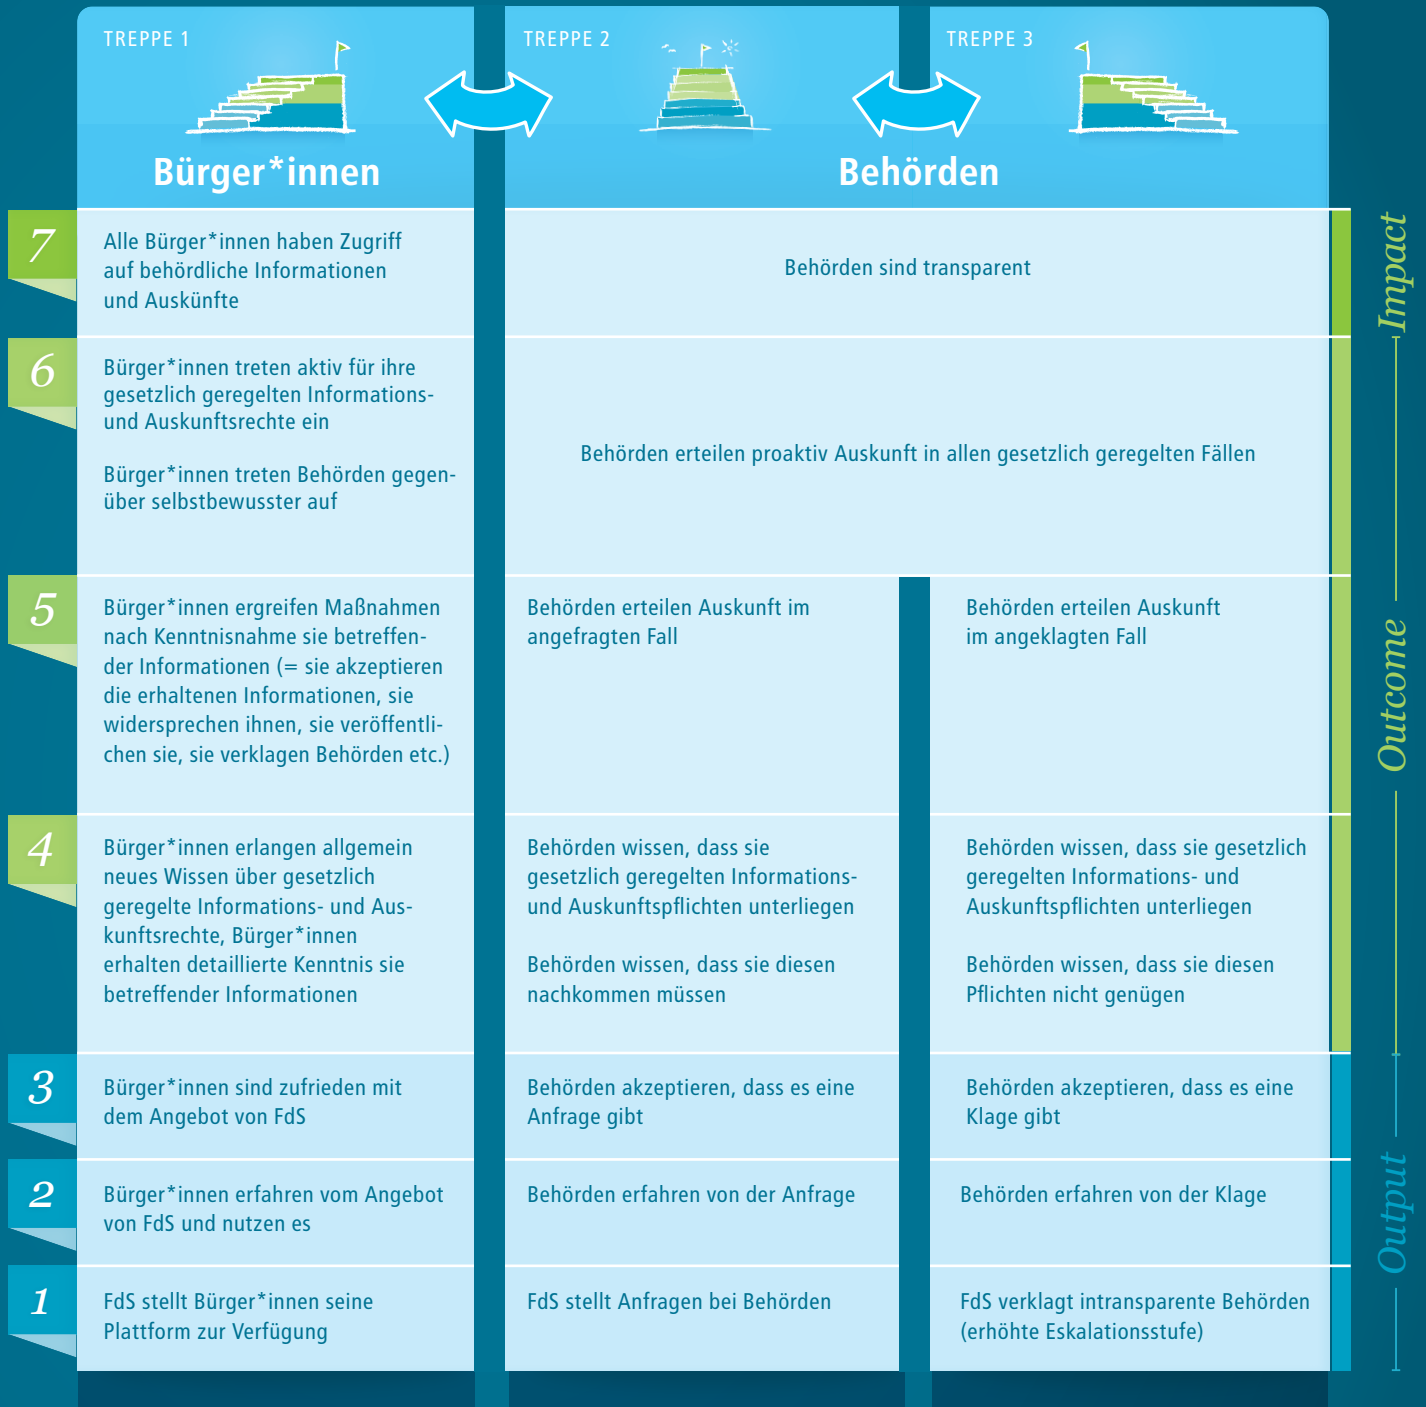 TREPPE 1
TREPPE 2
TREPPE 3
Bürger*innen
Behörden
7
Alle Bürger*innen haben Zugriff
auf behördliche Informationen
und Auskünfte
Behörden sind transparent
Impact
6
Bürger*innen treten aktiv für ihre
gesetzlich geregelten Informations-
und Auskunftsrechte ein
Bürger*innen treten Behörden gegen-
über selbstbewusster auf
Behörden erteilen proaktiv Auskunft in allen gesetzlich geregelten Fällen
5
Bürger*innen ergreifen Maßnahmen
nach Kenntnisnahme sie betreffen-
der Informationen (= sie akzeptieren
die erhaltenen Informationen, sie
widersprechen ihnen, sie veröffentli-
chen sie, sie verklagen Behörden etc.)
Behörden erteilen Auskunft im
angefragten Fall
Behörden erteilen Auskunft
im angeklagten Fall
Outcome
4
Bürger*innen erlangen allgemein
neues Wissen über gesetzlich
geregelte Informations- und Aus-
kunftsrechte, Bürger*innen
erhalten detaillierte Kenntnis sie
betreffender Informationen
Behörden wissen, dass sie
gesetzlich geregelten Informations-
und Auskunftspflichten unterliegen
Behörden wissen, dass sie diesen
nachkommen müssen
Behörden wissen, dass sie gesetzlich
geregelten Informations- und
Auskunftspflichten unterliegen
Behörden wissen, dass sie diesen
Pflichten nicht genügen
3
Bürger*innen sind zufrieden mit
dem Angebot von FdS
Behörden akzeptieren, dass es eine
Anfrage gibt
Behörden akzeptieren, dass es eine
Klage gibt
2
Bürger*innen erfahren vom Angebot
von FdS und nutzen es
Behörden erfahren von der Anfrage
Behörden erfahren von der Klage
Output
1
FdS stellt Bürger*innen seine
Plattform zur Verfügung
FdS stellt Anfragen bei Behörden
FdS verklagt intransparente Behörden
(erhöhte Eskalationsstufe)